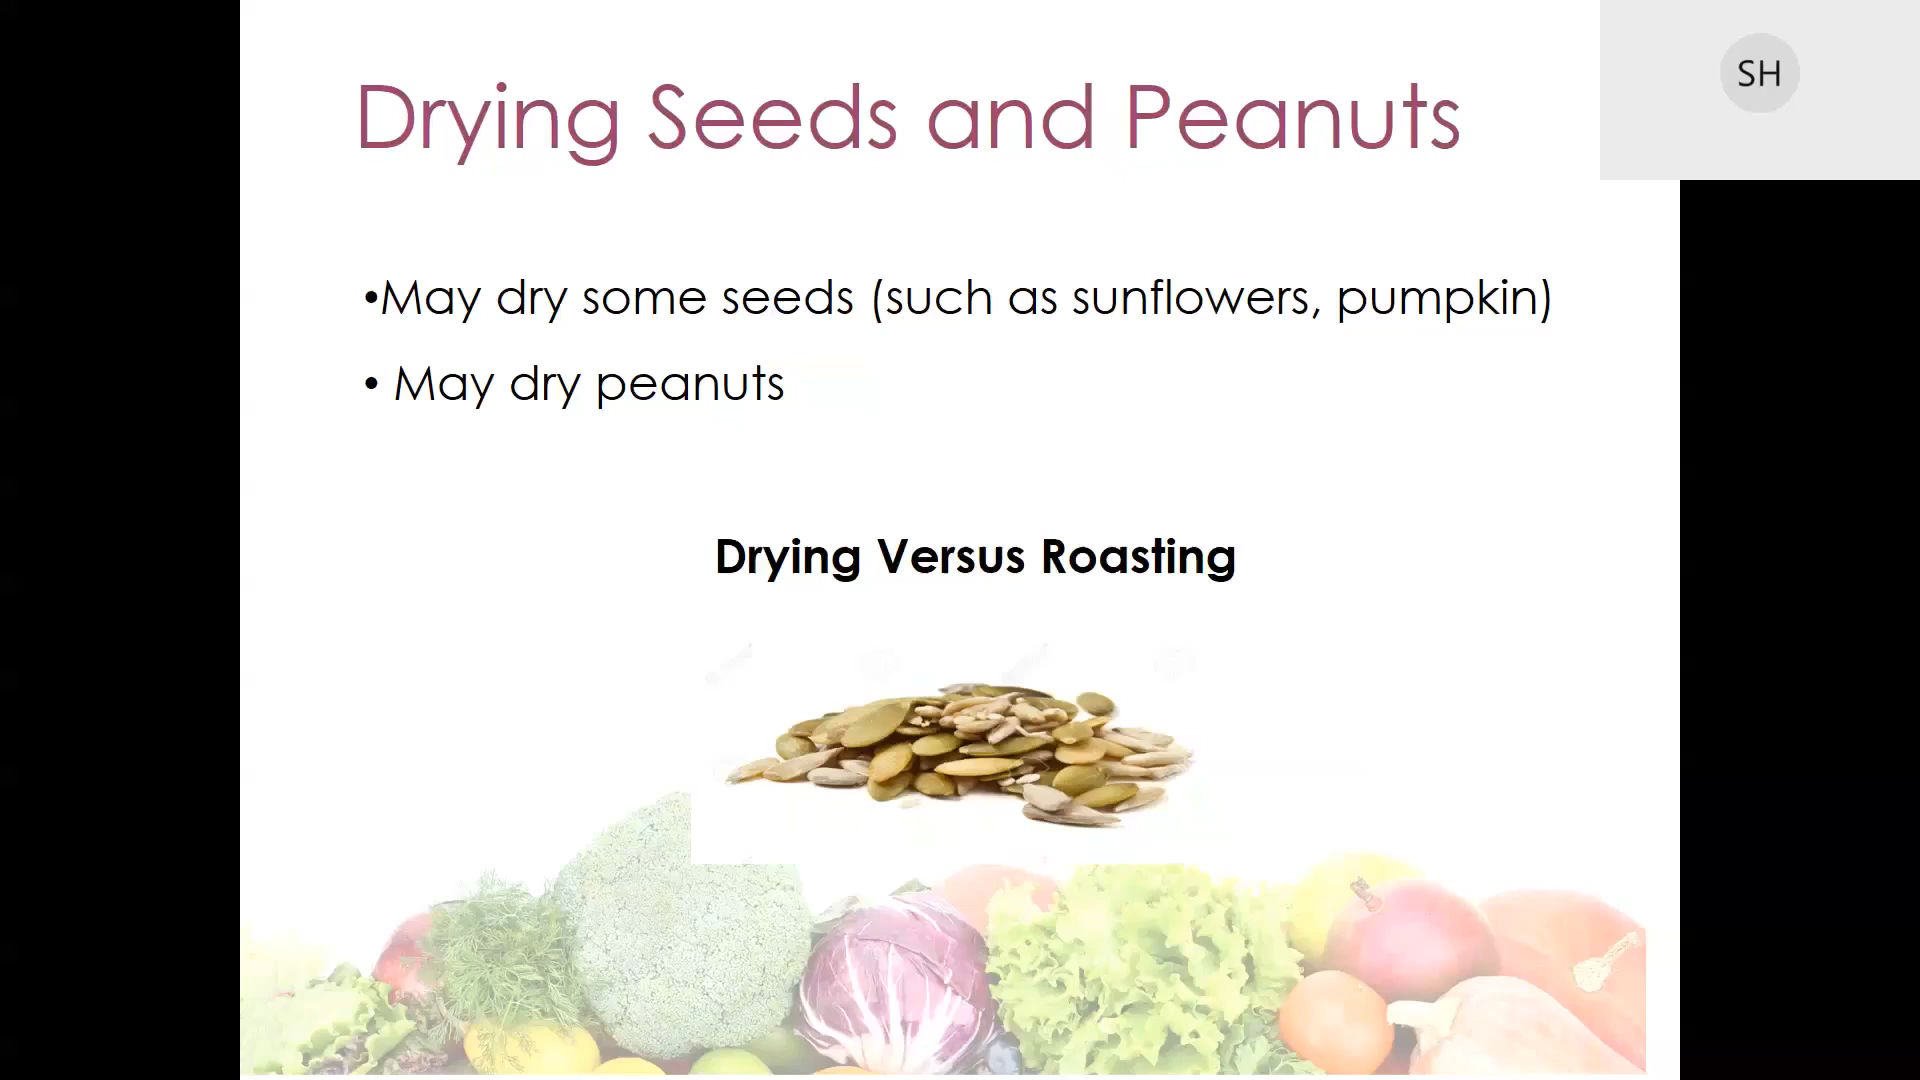 Drying Seeds and Peanuts
SH
•May dry some seeds (such as sunflowers, pumpkin)
• May dry peanuts
Drying Versus Roasting